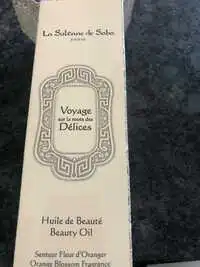 La Sultane de Saba
PARIS
Voyage
sur la route des
Délices
Huile de Beauté
Beauty Oil
Senteur Fleur d'Oranger
Orange Blossom Fragrance